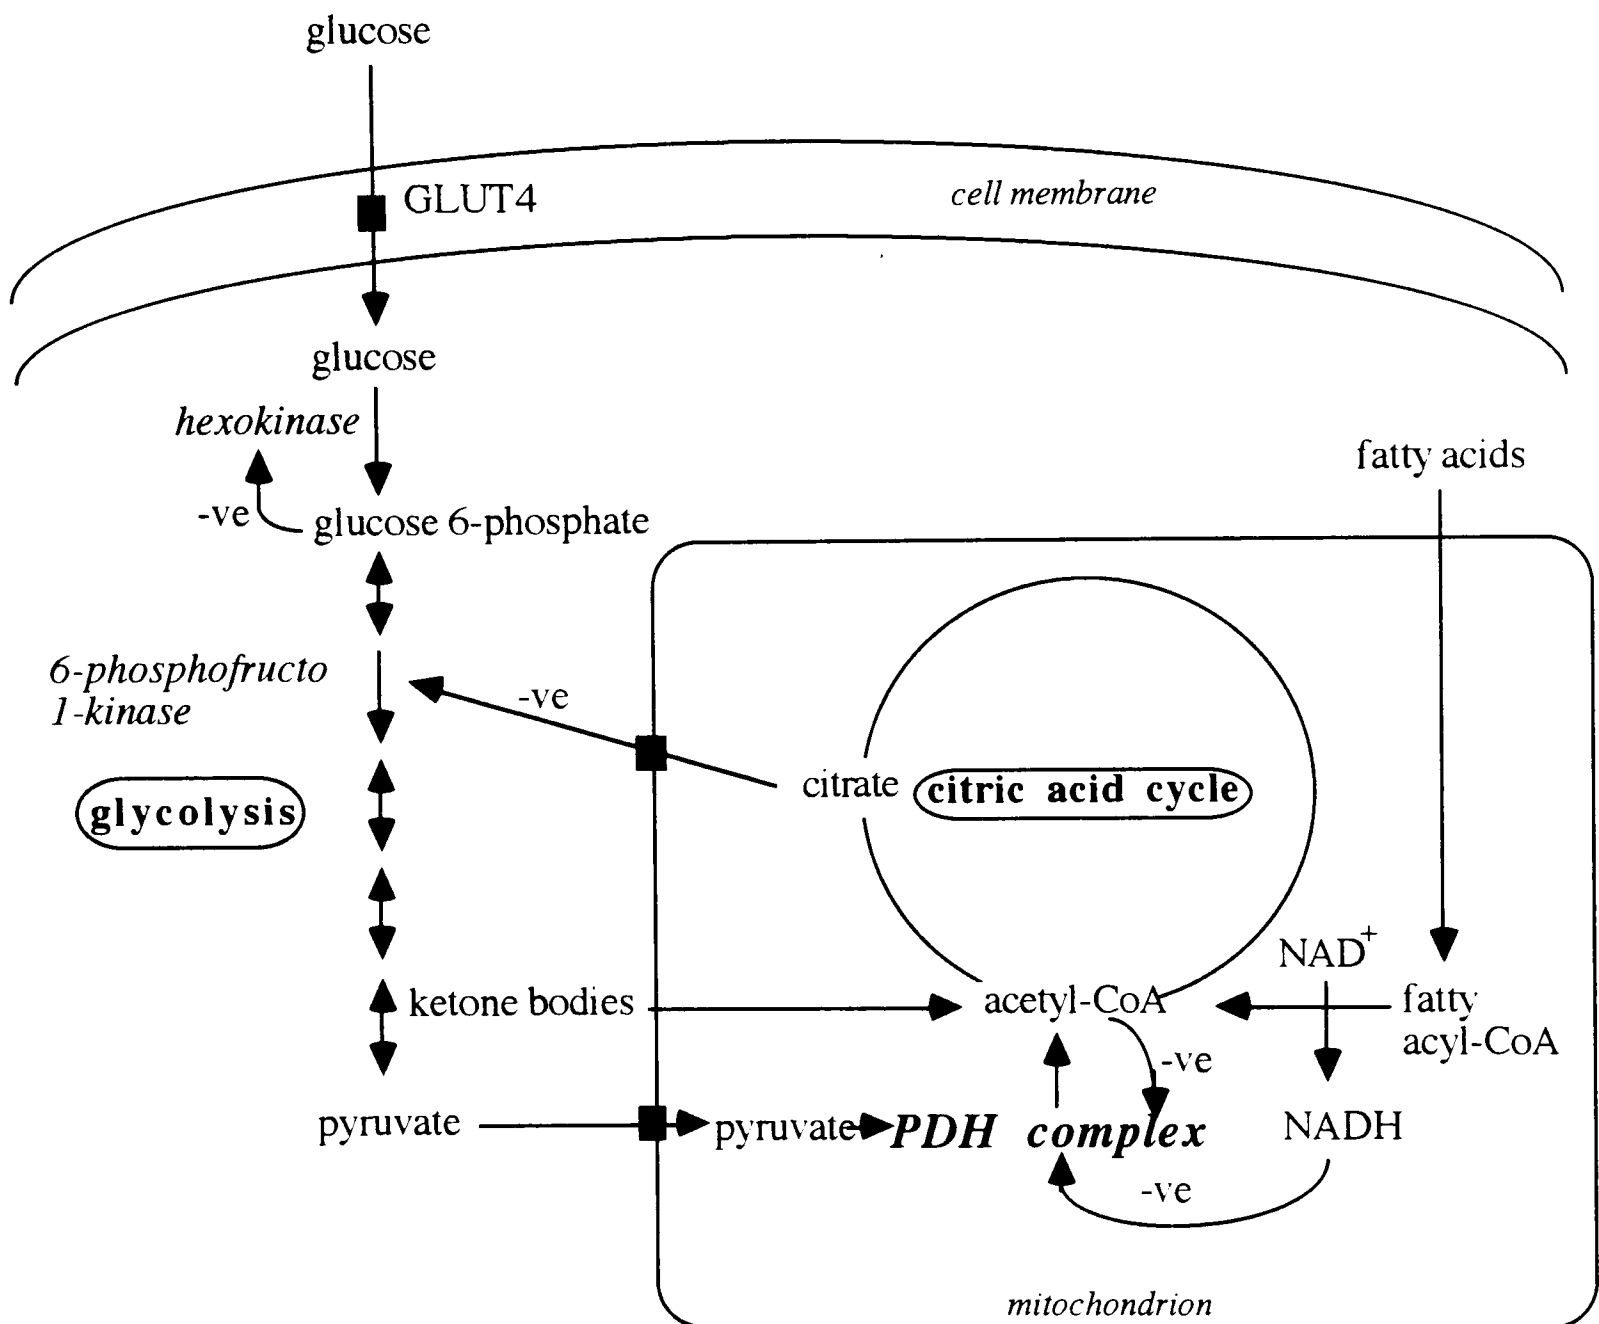 glucose
GLUT4
cell membrane
glucose
hexokinase
fatty acids
-ve
glucose 6-phosphate
6-phosphofructo
1-kinase
-ve
citrate
citric acid cycle
glycolysis
NAD+
ketone bodies
acetyl-CoA
fatty
acyl-CoA
-ve
pyruvate
pyruvate
PDH complex
NADH
-ve
mitochondrion